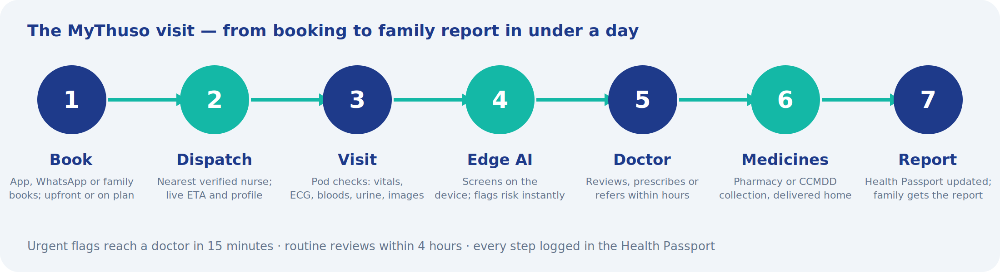 The MyThuso visit — from booking to family report in under a day
1
2
3
4
5
6
7
Book
App, WhatsApp or family
books; upfront or on plan
Dispatch
Nearest verified nurse;
live ETA and profile
Visit
Pod checks: vitals,
ECG, bloods, urine, images
Edge AI
Screens on the
device; flags risk instantly
Doctor
Reviews, prescribes or
refers within hours
Medicines
Pharmacy or CCMDD
collection, delivered home
Report
Health Passport updated;
family gets the report
Urgent flags reach a doctor in 15 minutes · routine reviews within 4 hours · every step logged in the Health Passport